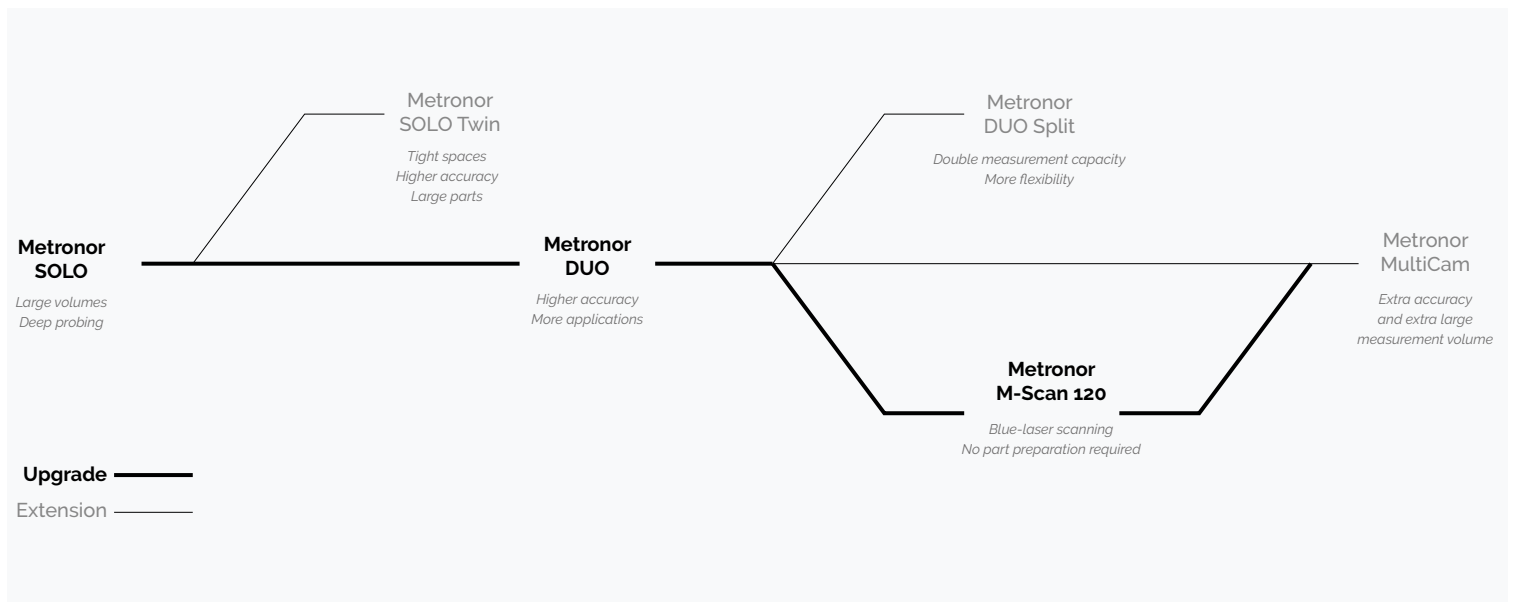 Metronor
SOLO Twin
Tight spaces
Higher accuracy
Large parts
Metronor
DUO Split
Double measurement capacity
More flexibility
Metronor
SOLO
Large volumes
Deep probing
Metronor
DUO
Higher accuracy
More applications
Metronor
MultiCam
Extra accuracy
and extra large
measurement volume
Metronor
M-Scan 120
Blue-laser scanning
No part preparation required
Upgrade
Extension